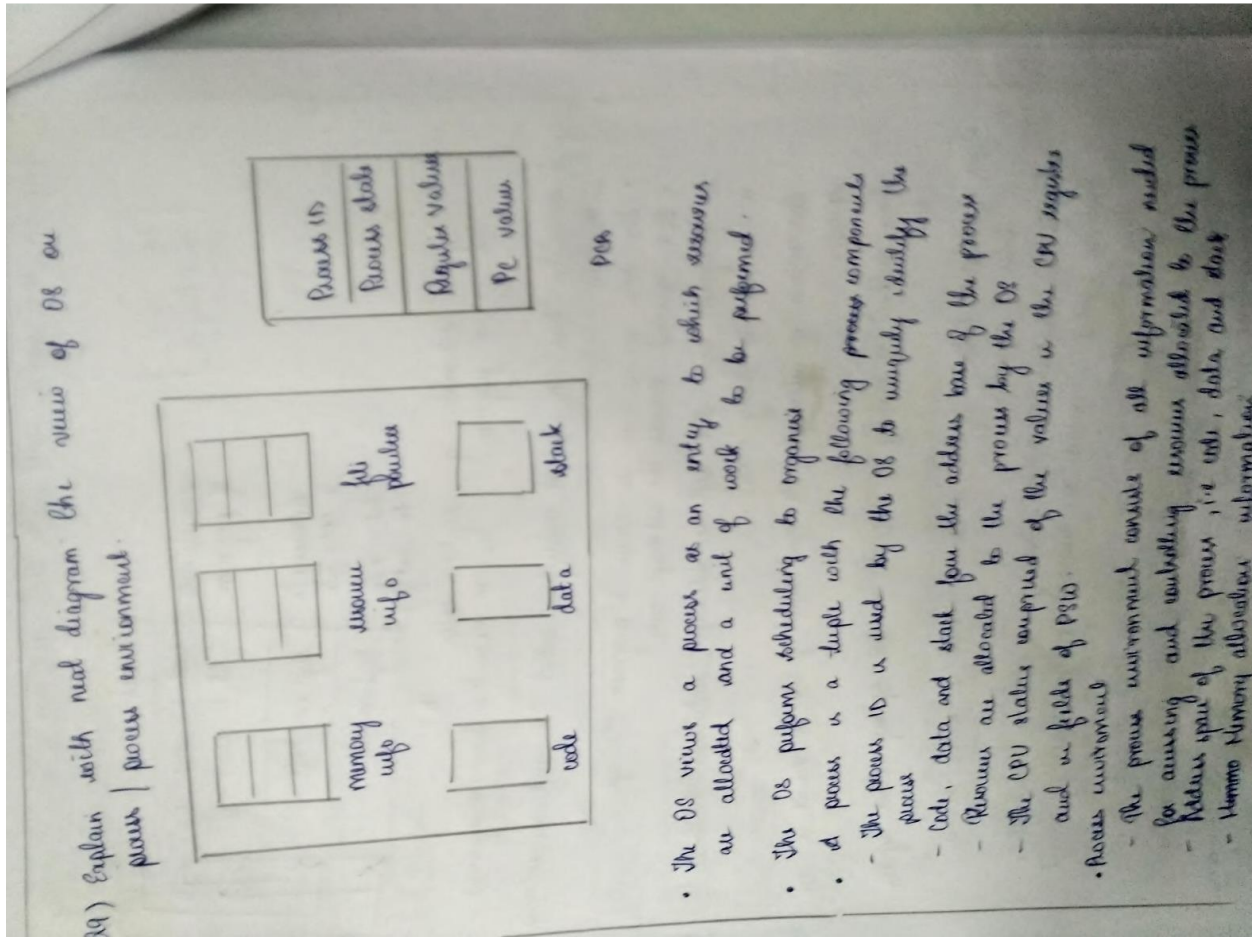 29) Explain with neat diagram the view of OS on
process | process environment.
memory
info
resource
info
file
pointers
code
data
stack
Process ID
Process state
Register values
PC values
PCB
• The OS views a process as an entity to which resources
are allocated and a unit of work to be performed.
• The OS performs scheduling to organise
• A process is a tuple with the following process components
- The process ID is used by the OS to uniquely identify the
process
- Code, data and stack form the address base of the process
- Resources are allocated to the process by the OS
- The CPU status comprised of the values in the CPU register
and in fields of PSW.
• Process environment
- The process environment consists of all information needed
for accessing and controlling resources allocated to the process
- Address space of the process, i.e code, data, and stack
- Memory allocation information